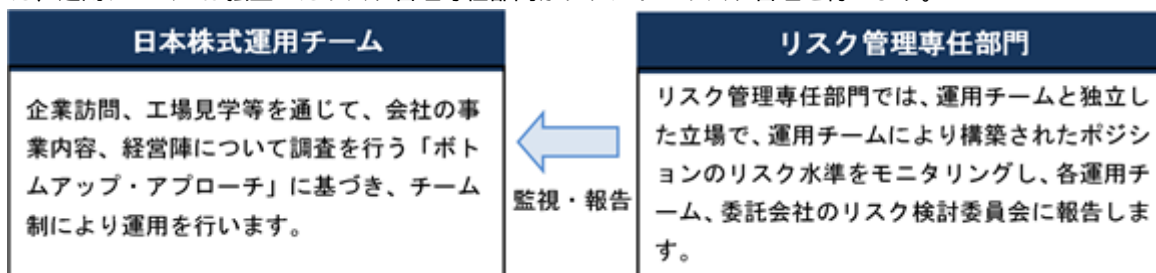 日本株式運用チーム
企業訪問、工場見学等を通じて、会社の事
業内容、経営陣について調査を行う「ボト
ムアップ・アプローチ」に基づき、チーム
制により運用を行います。
監視・報告
リスク管理専任部門
リスク管理専任部門では、運用チームと独立し
た立場で、運用チームにより構築されたポジシ
ョンのリスク水準をモニタリングし、各運用チ
ーム、委託会社のリスク検討委員会に報告しま
す。